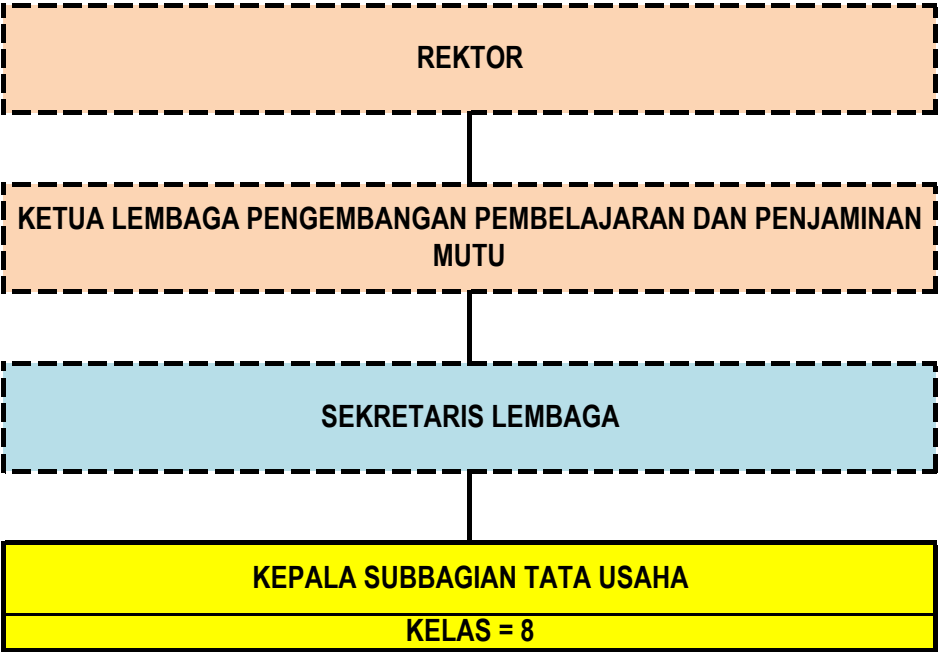 REKTOR
KETUA LEMBAGA PENGEMBANGAN PEMBELAJARAN DAN PENJAMINAN
MUTU
SEKRETARIS LEMBAGA
KEPALA SUBBAGIAN TATA USAHA
KELAS = 8